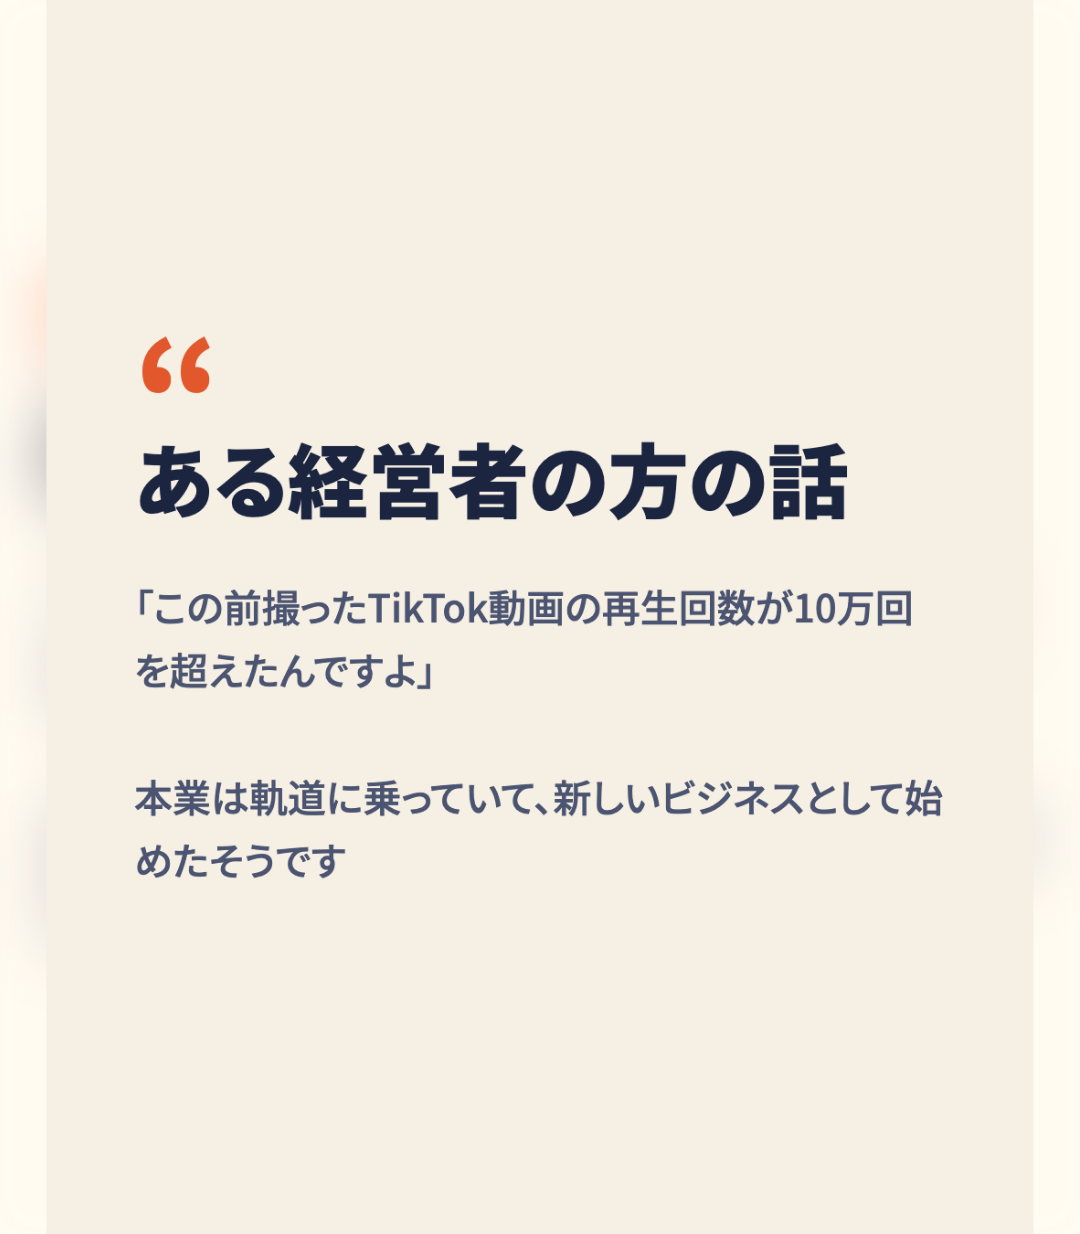 “
ある経営者の方の話
「この前撮ったTikTok動画の再生回数が10万回
を超えたんですよ」
本業は軌道に乗っていて、新しいビジネスとして始
めたそうです